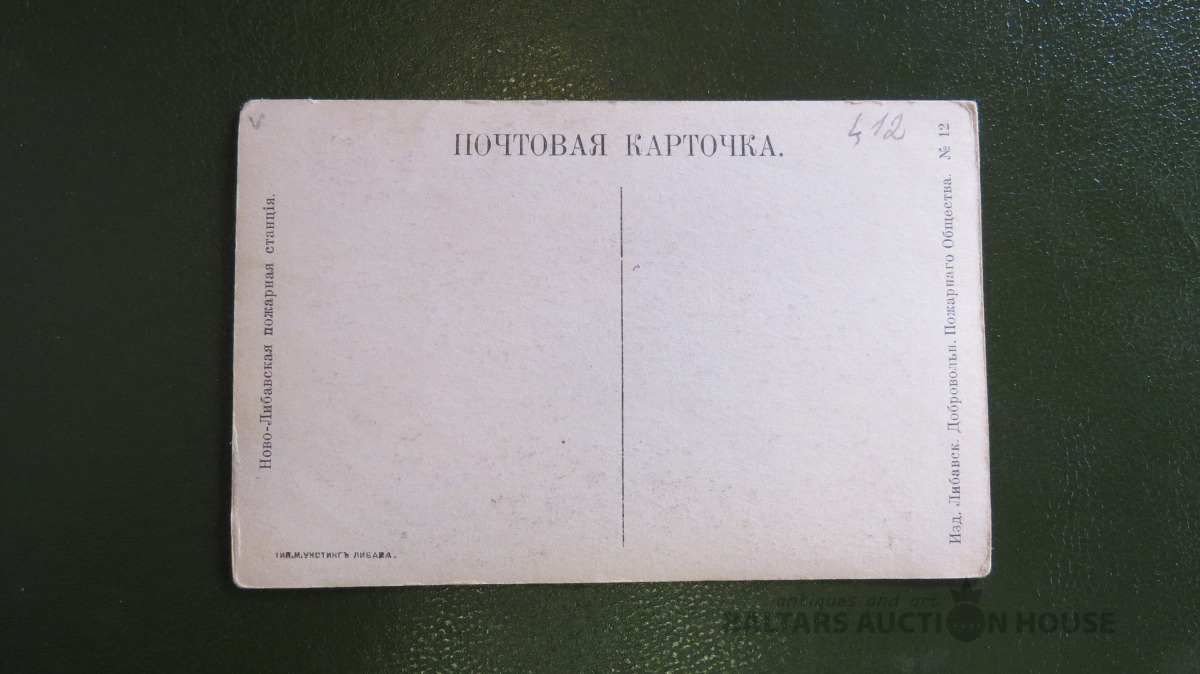 ПОЧТОВАЯ КАРТОЧКА.
412
Ново-Либавская пожарная станція.
Изд. Либавск. Добровольн. Пожарнаго Общества. № 12
ТИП.М.УКСТИНГЪ ЛИБАВА.
antiques and art
BALTARS AUCTION HOUSE